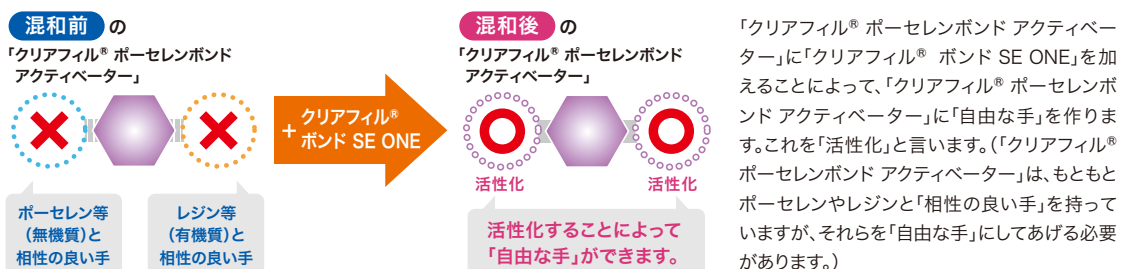 混和前 の
「クリアフィル® ポーセレンボンド
アクティベーター」
ポーセレン等
(無機質)と
相性の良い手
レジン等
(有機質)と
相性の良い手
+ クリアフィル®
ボンド SE ONE
混和後 の
「クリアフィル® ポーセレンボンド
アクティベーター」
活性化
活性化
活性化することによって
「自由な手」ができます。
「クリアフィル® ポーセレンボンド アクティベー
ター」に「クリアフィル® ボンド SE ONE」を加
えることによって、「クリアフィル® ポーセレンボ
ンド アクティベーター」に「自由な手」を作りま
す。これを「活性化」と言います。(「クリアフィル®
ポーセレンボンド アクティベーター」は、もともと
ポーセレンやレジンと「相性の良い手」を持って
いますが、それらを「自由な手」にしてあげる必要
があります。)